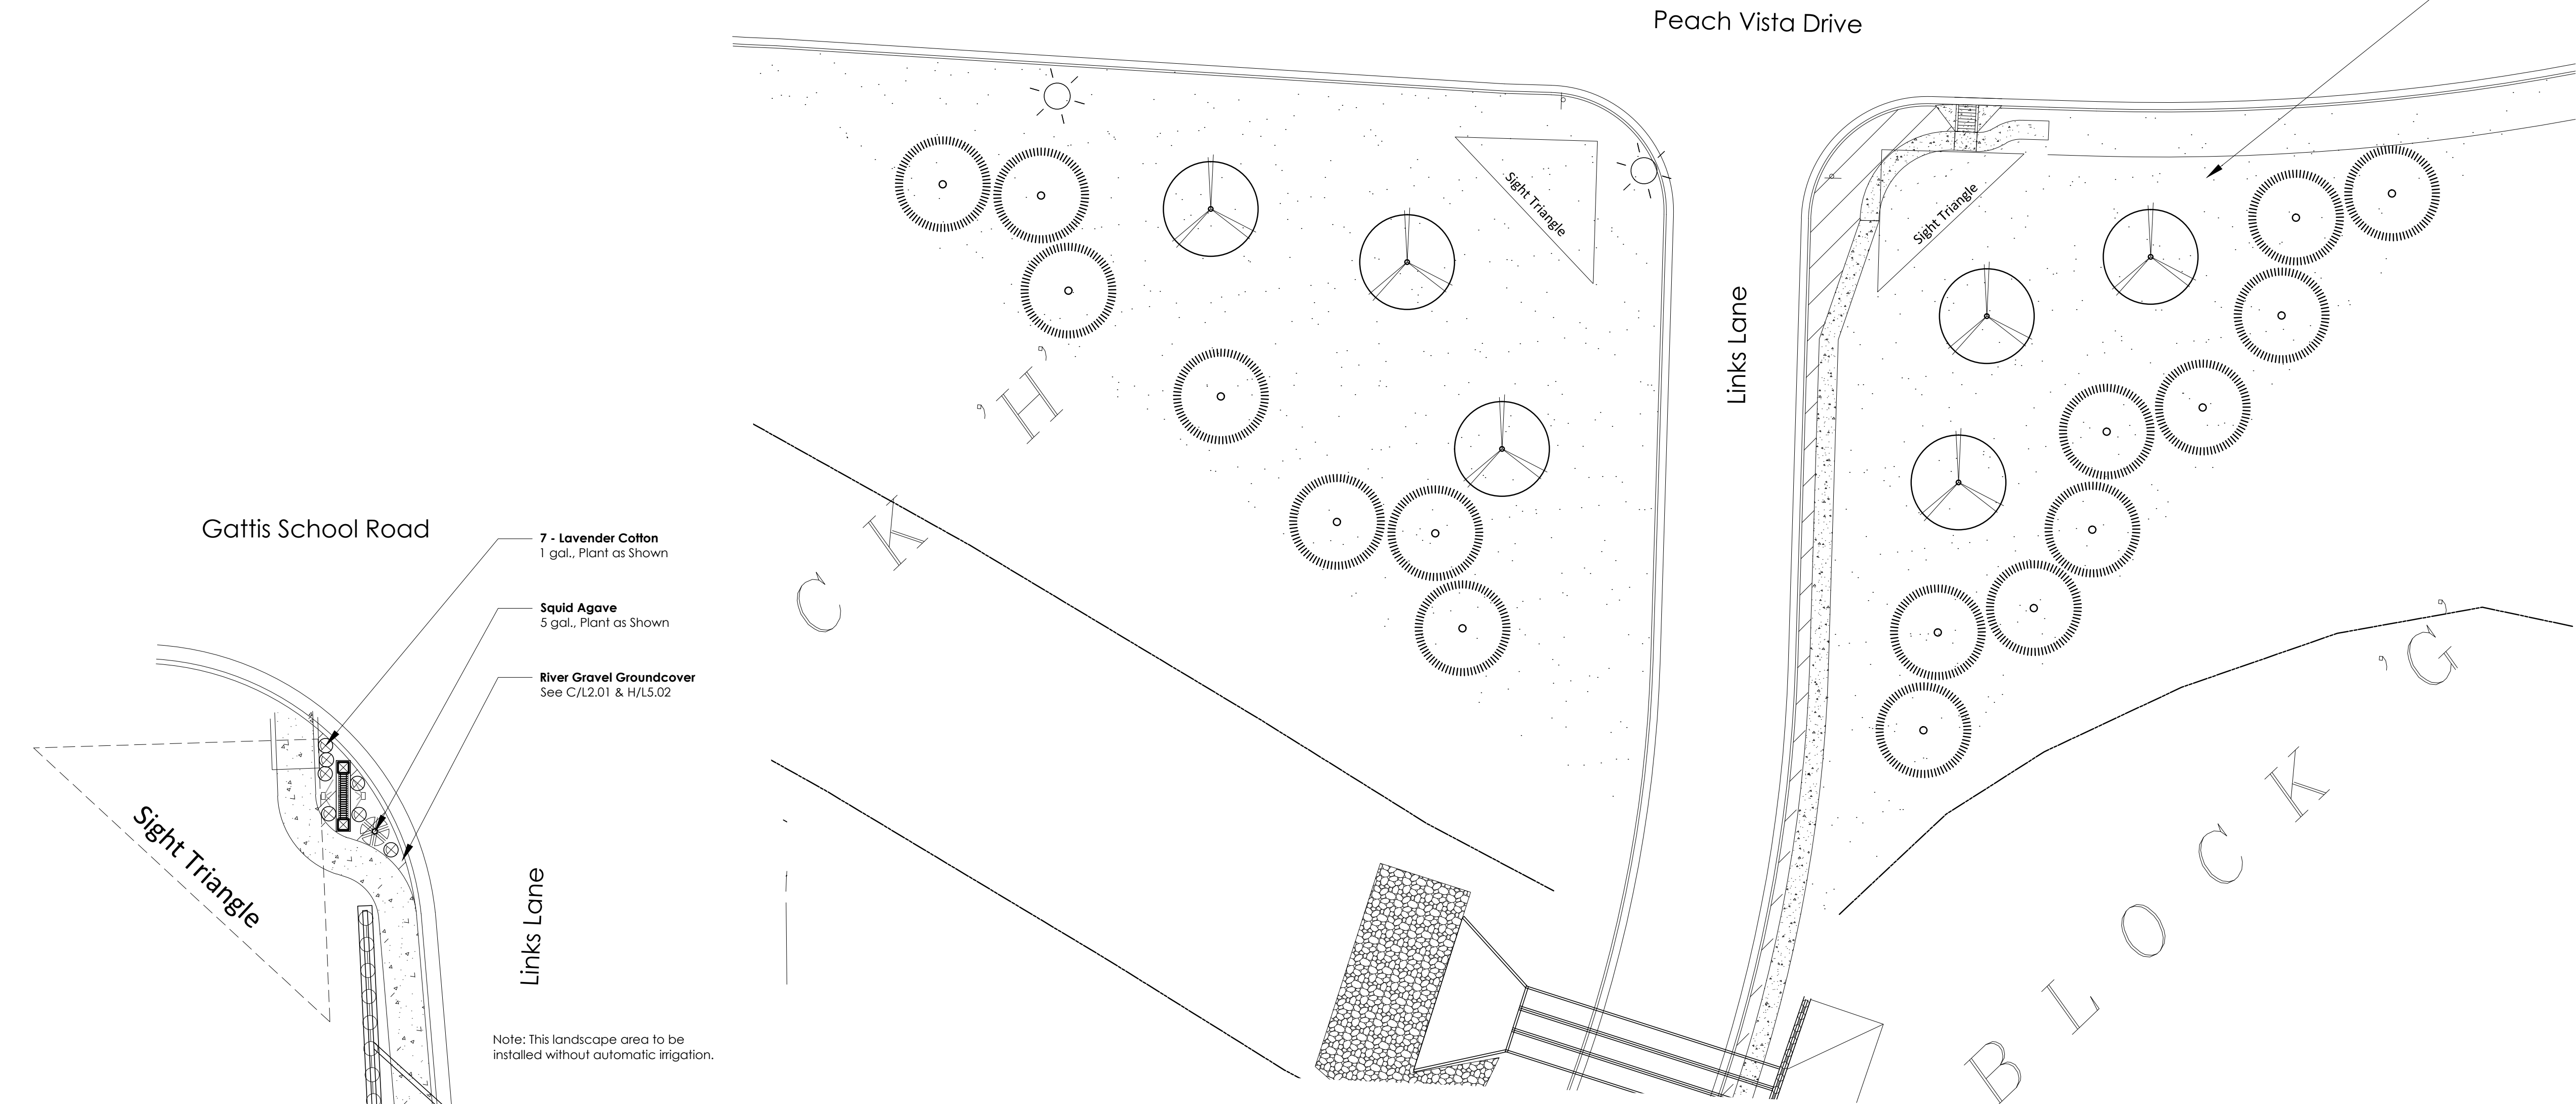 Peach Vista Drive
Sight Triangle
Sight Triangle
Links Lane
' H '
C K
Gattis School Road
7 - Lavender Cotton
1 gal., Plant as Shown
Squid Agave
5 gal., Plant as Shown
River Gravel Groundcover
See C/L2.01 & H/L5.02
Sight Triangle
Links Lane
Note: This landscape area to be
installed without automatic irrigation.
B L O C K ' G '